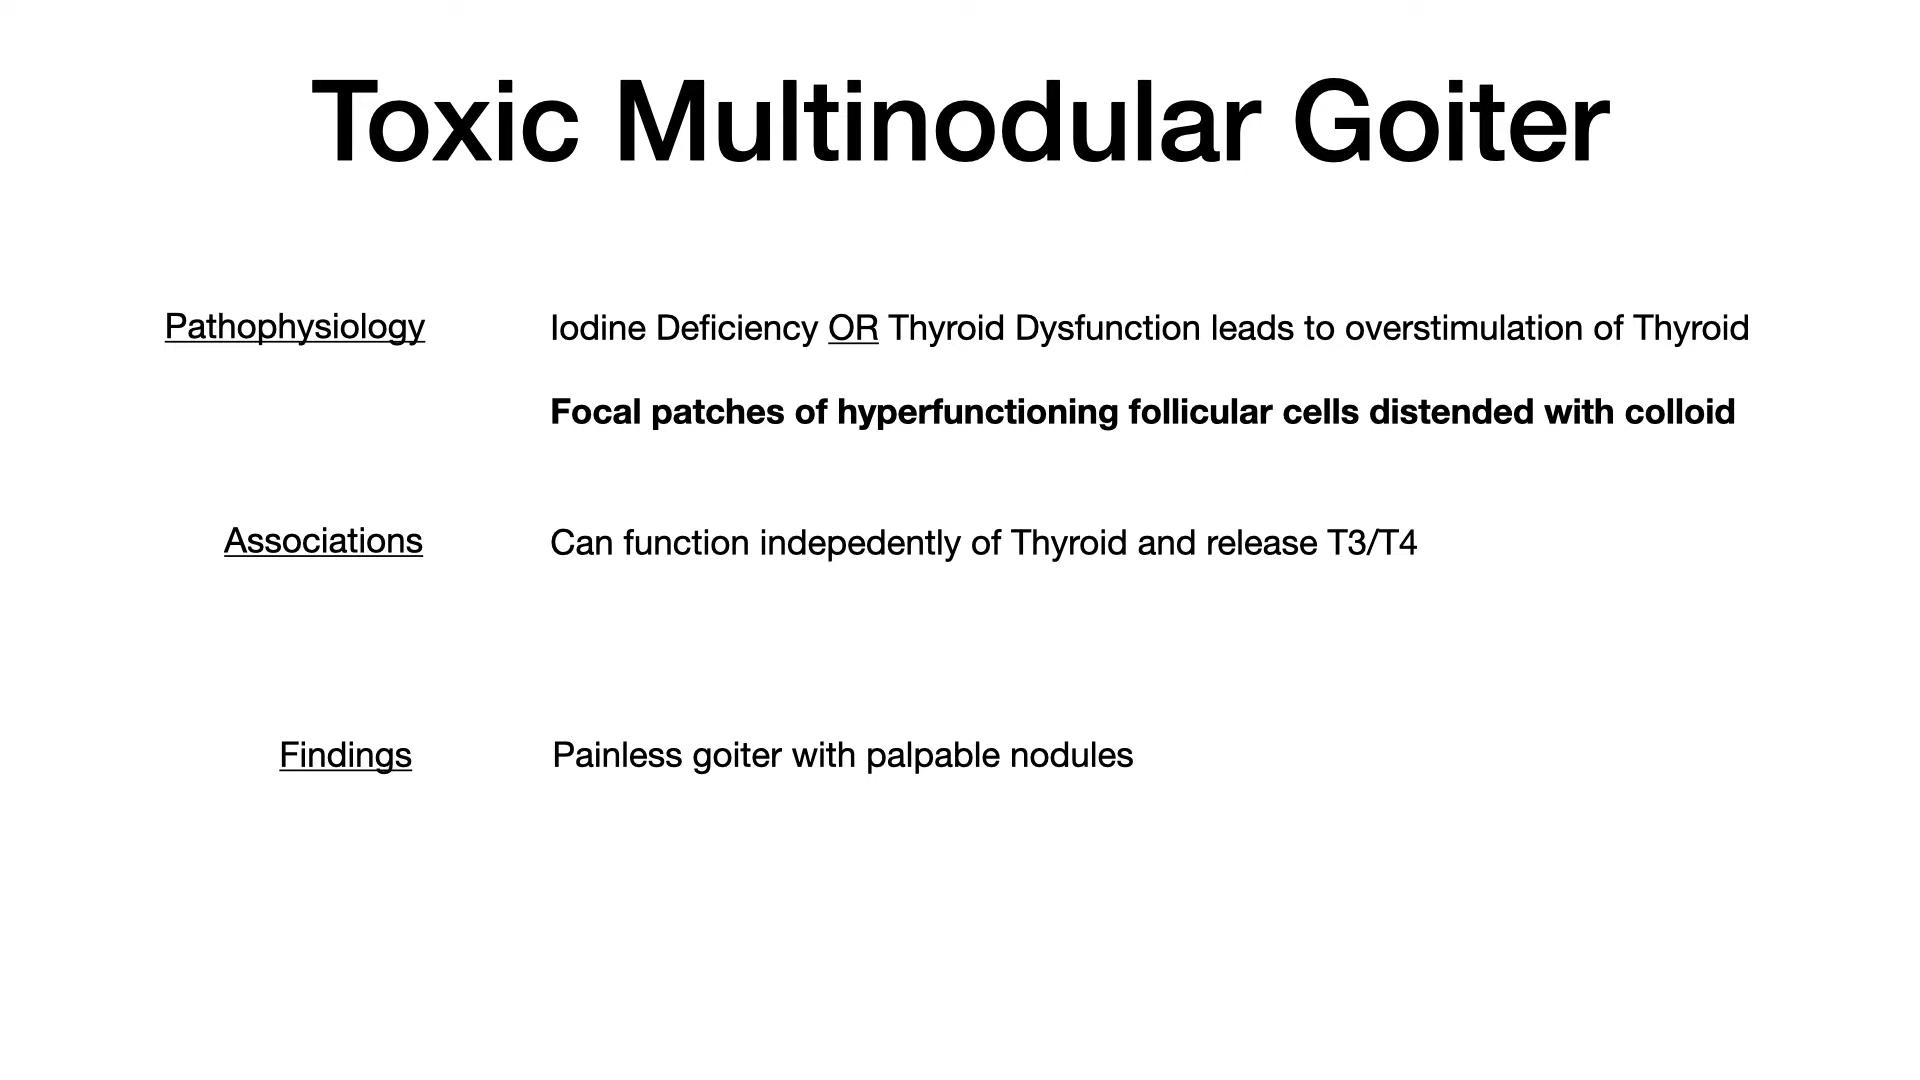 Toxic Multinodular Goiter
Pathophysiology
Iodine Deficiency OR Thyroid Dysfunction leads to overstimulation of Thyroid
Focal patches of hyperfunctioning follicular cells distended with colloid
Associations
Can function indepedently of Thyroid and release T3/T4
Findings
Painless goiter with palpable nodules